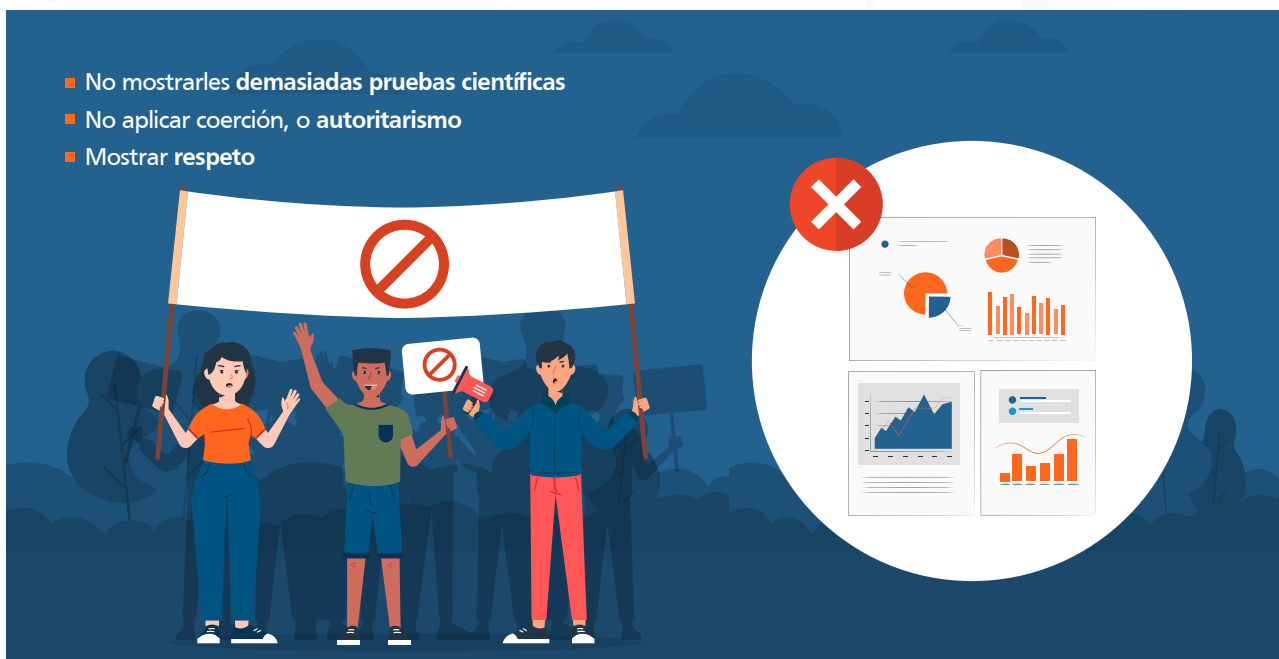 No mostrarles demasiadas pruebas científicas
No aplicar coerción, o autoritarismo
Mostrar respeto